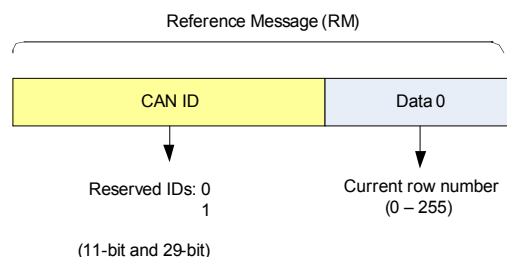 Reference Message (RM)
CAN ID
Data 0
Reserved IDs: 0
1
(11-bit and 29-bit)
Current row number
(0 – 255)